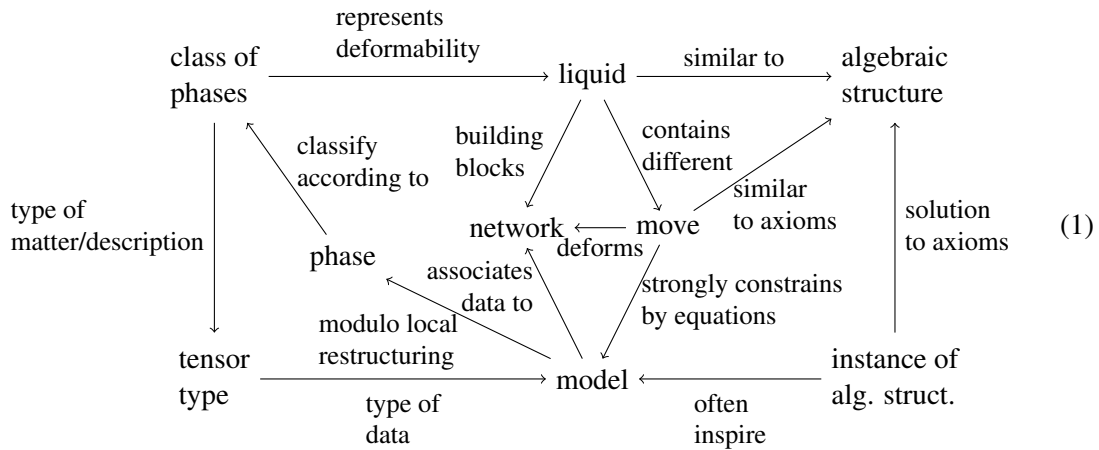 represents
deformability
class of
phases
liquid
similar to
algebraic
structure
building
blocks
contains
different
classify
according to
similar
to axioms
type of
matter/description
network
move
deforms
solution
to axioms
(1)
phase
associates
data to
strongly constrains
by equations
modulo local
restructuring
tensor
type
model
instance of
alg. struct.
type of
data
often
inspire